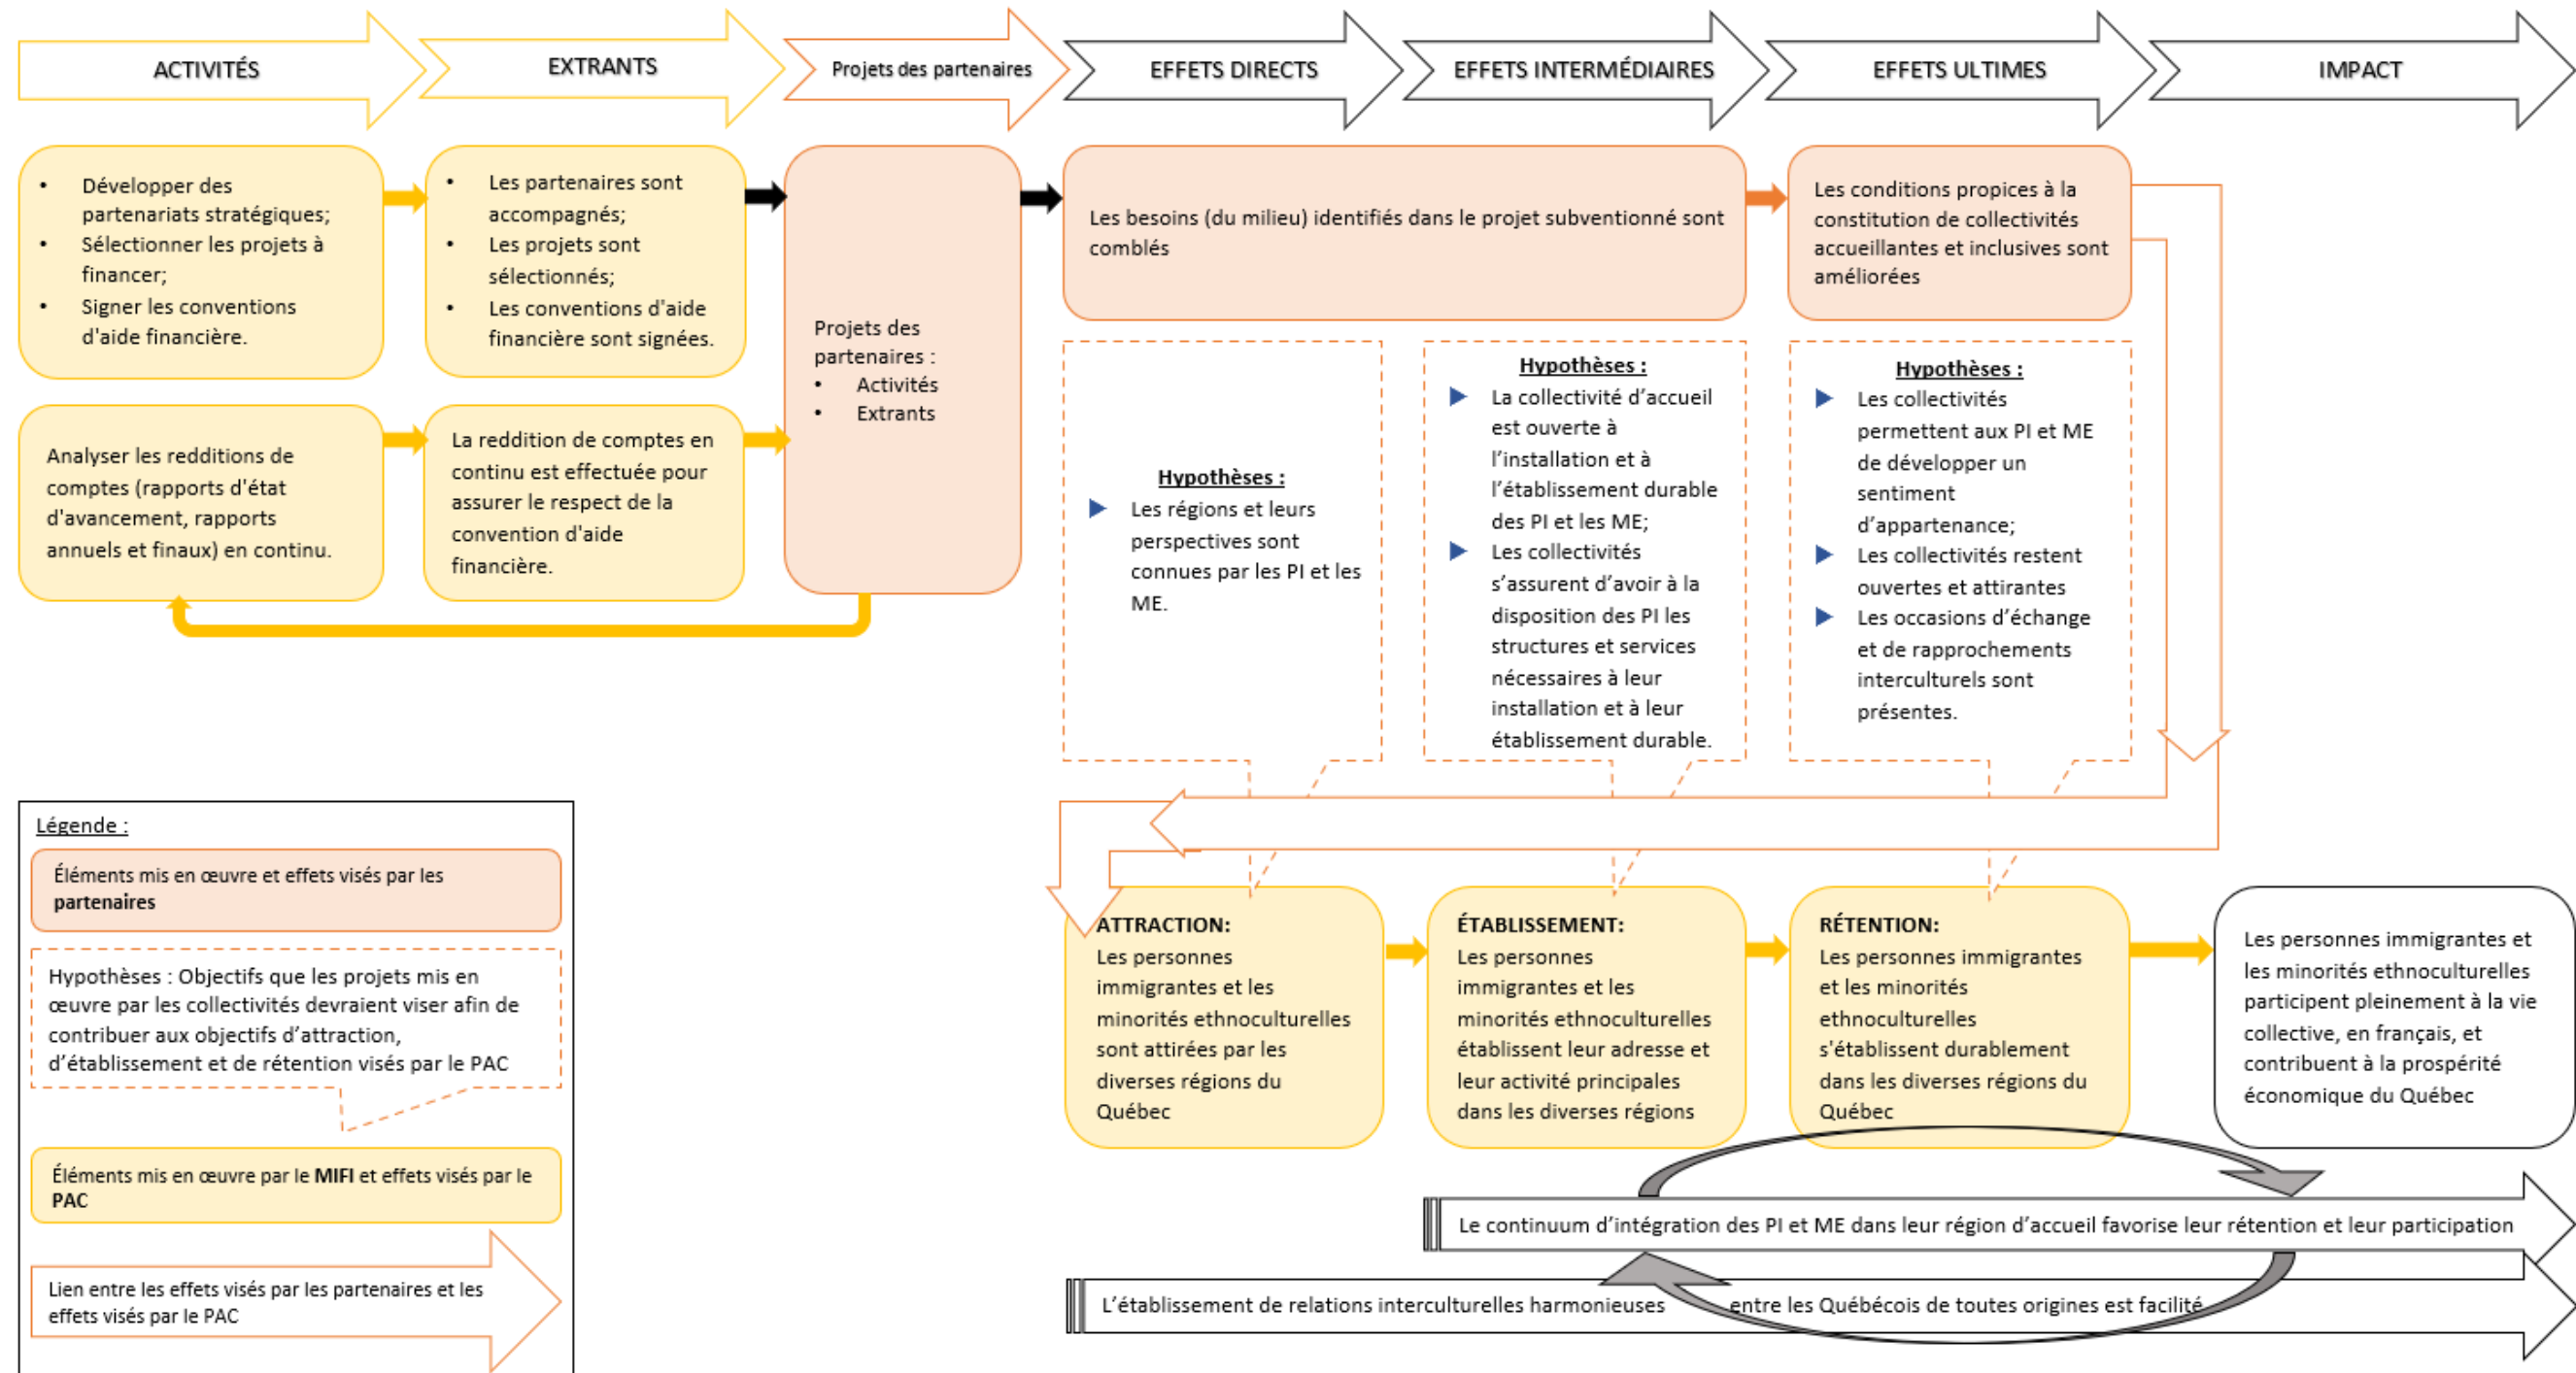 ACTIVITÉS
EXTRANTS
Projets des partenaires
EFFETS DIRECTS
EFFETS INTERMÉDIAIRES
EFFETS ULTIMES
IMPACT
• Développer des
partenariats stratégiques;
• Sélectionner les projets à
financer;
• Signer les conventions
d'aide financière.
• Les partenaires sont
accompagnés;
• Les projets sont
sélectionnés;
• Les conventions d'aide
financière sont signées.
Projets des
partenaires :
• Activités
• Extrants
Les besoins (du milieu) identifiés dans le projet subventionné sont
comblés
Les conditions propices à la
constitution de collectivités
accueillantes et inclusives sont
améliorées
Analyser les redditions de
comptes (rapports d'état
d'avancement, rapports
annuels et finaux) en continu.
La reddition de comptes en
continu est effectuée pour
assurer le respect de la
convention d'aide
financière.
Hypothèses :
Les régions et leurs
perspectives sont
connues par les PI et les
ME.
Hypothèses :
La collectivité d’accueil
est ouverte à
l’installation et à
l’établissement durable
des PI et les ME;
Les collectivités
s’assurent d’avoir à la
disposition des PI les
structures et services
nécessaires à leur
installation et à leur
établissement durable.
Hypothèses :
Les collectivités
permettent aux PI et ME
de développer un
sentiment
d’appartenance;
Les collectivités restent
ouvertes et attirantes
Les occasions d’échange
et de rapprochements
interculturels sont
présentes.
Légende :
Éléments mis en œuvre et effets visés par les
partenaires
Hypothèses : Objectifs que les projets mis en
œuvre par les collectivités devraient viser afin de
contribuer aux objectifs d’attraction,
d’établissement et de rétention visés par le PAC
Éléments mis en œuvre par le MIFI et effets visés par le
PAC
Lien entre les effets visés par les partenaires et les
effets visés par le PAC
ATTRACTION:
Les personnes
immigrantes et les
minorités ethnoculturelles
sont attirées par les
diverses régions du
Québec
ÉTABLISSEMENT:
Les personnes
immigrantes et les
minorités ethnoculturelles
établissent leur adresse et
leur activité principales
dans les diverses régions
RÉTENTION:
Les personnes immigrantes
et les minorités
ethnoculturelles
s'établissent durablement
dans les diverses régions du
Québec
Les personnes immigrantes et
les minorités ethnoculturelles
participent pleinement à la vie
collective, en français, et
contribuent à la prospérité
économique du Québec
Le continuum d’intégration des PI et ME dans leur région d’accueil favorise leur rétention et leur participation
L’établissement de relations interculturelles harmonieuses entre les Québécois de toutes origines est facilité